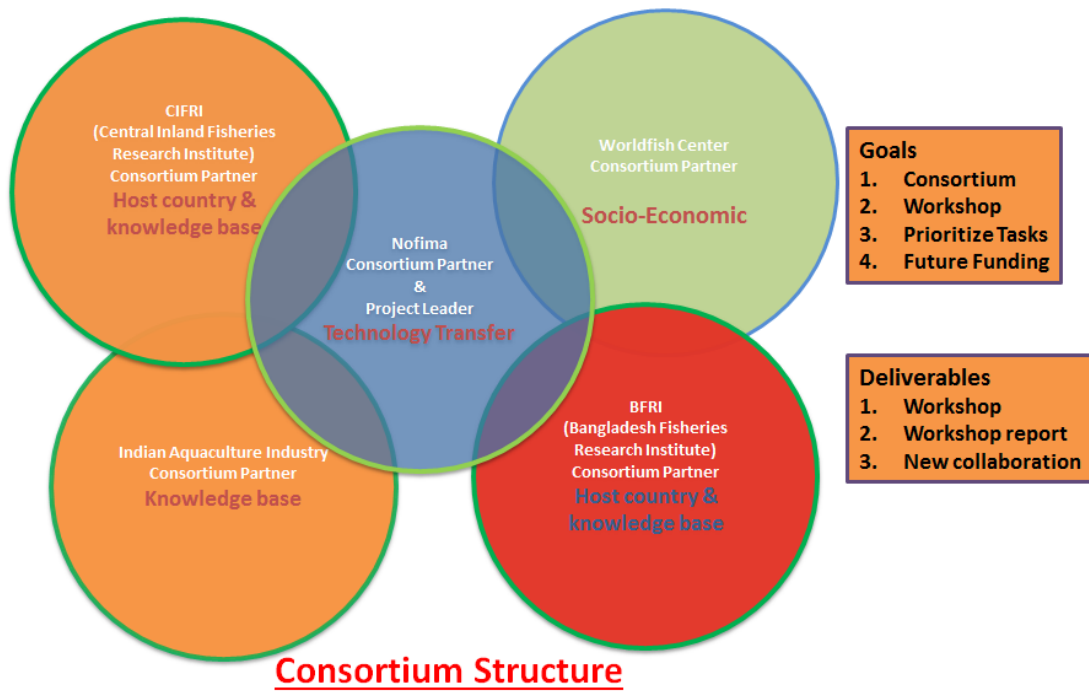 CIFRI
(Central Inland Fisheries
Research Institute)
Consortium Partner
Host country &
knowledge base
Worldfish Center
Consortium Partner
Socio-Economic
Nofima
Consortium Partner
&
Project Leader
Technology Transfer
Indian Aquaculture Industry
Consortium Partner
Knowledge base
BFRI
(Bangladesh Fisheries
Research Institute)
Consortium Partner
Host country &
knowledge base
Goals
1. Consortium
2. Workshop
3. Prioritize Tasks
4. Future Funding
Deliverables
1. Workshop
2. Workshop report
3. New collaboration
Consortium Structure